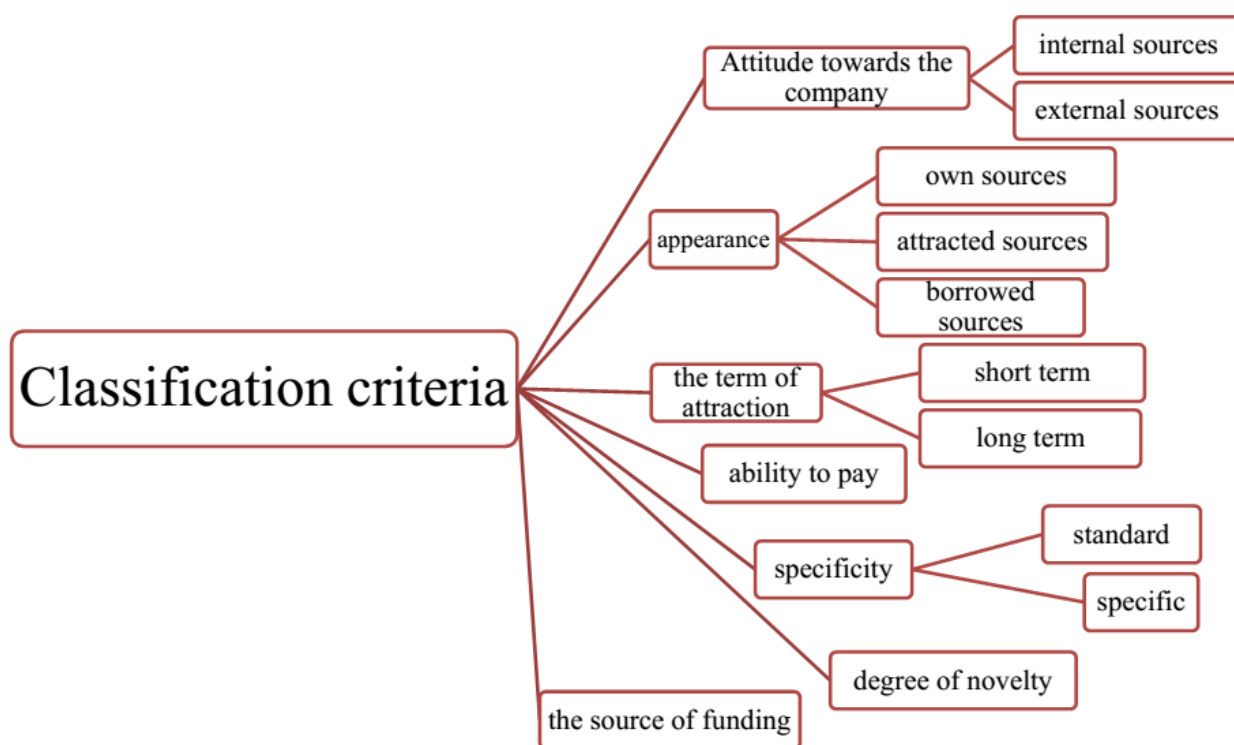 Classification criteria
Attitude towards the
company
internal sources
external sources
appearance
own sources
attracted sources
borrowed
sources
the term of
attraction
short term
long term
ability to pay
specificity
standard
specific
degree of novelty
the source of funding